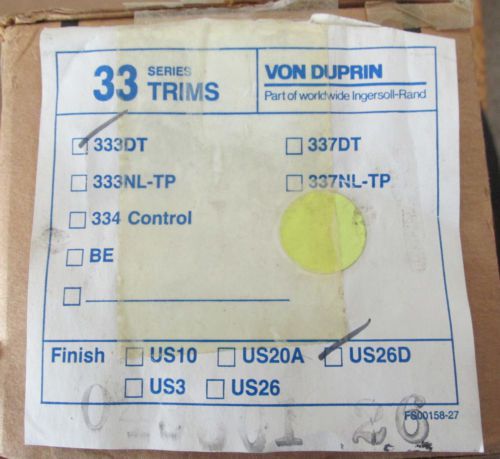 33 SERIES TRIMS
VON DUPRIN
Part of worldwide Ingersoll-Rand
333DT
337DT
333NL-TP
337NL-TP
334 Control
BE
Finish US10 US20A US26D
US3 US26
FS00158-27
26